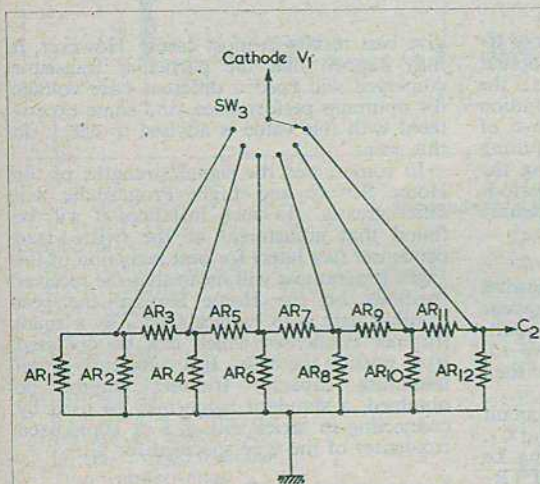 Cathode V₁
SW₃
AR₃ AR₅ AR₇ AR₉ AR₁₁
C₂
AR₁ AR₂ AR₄ AR₆ AR₈ AR₁₀ AR₁₂